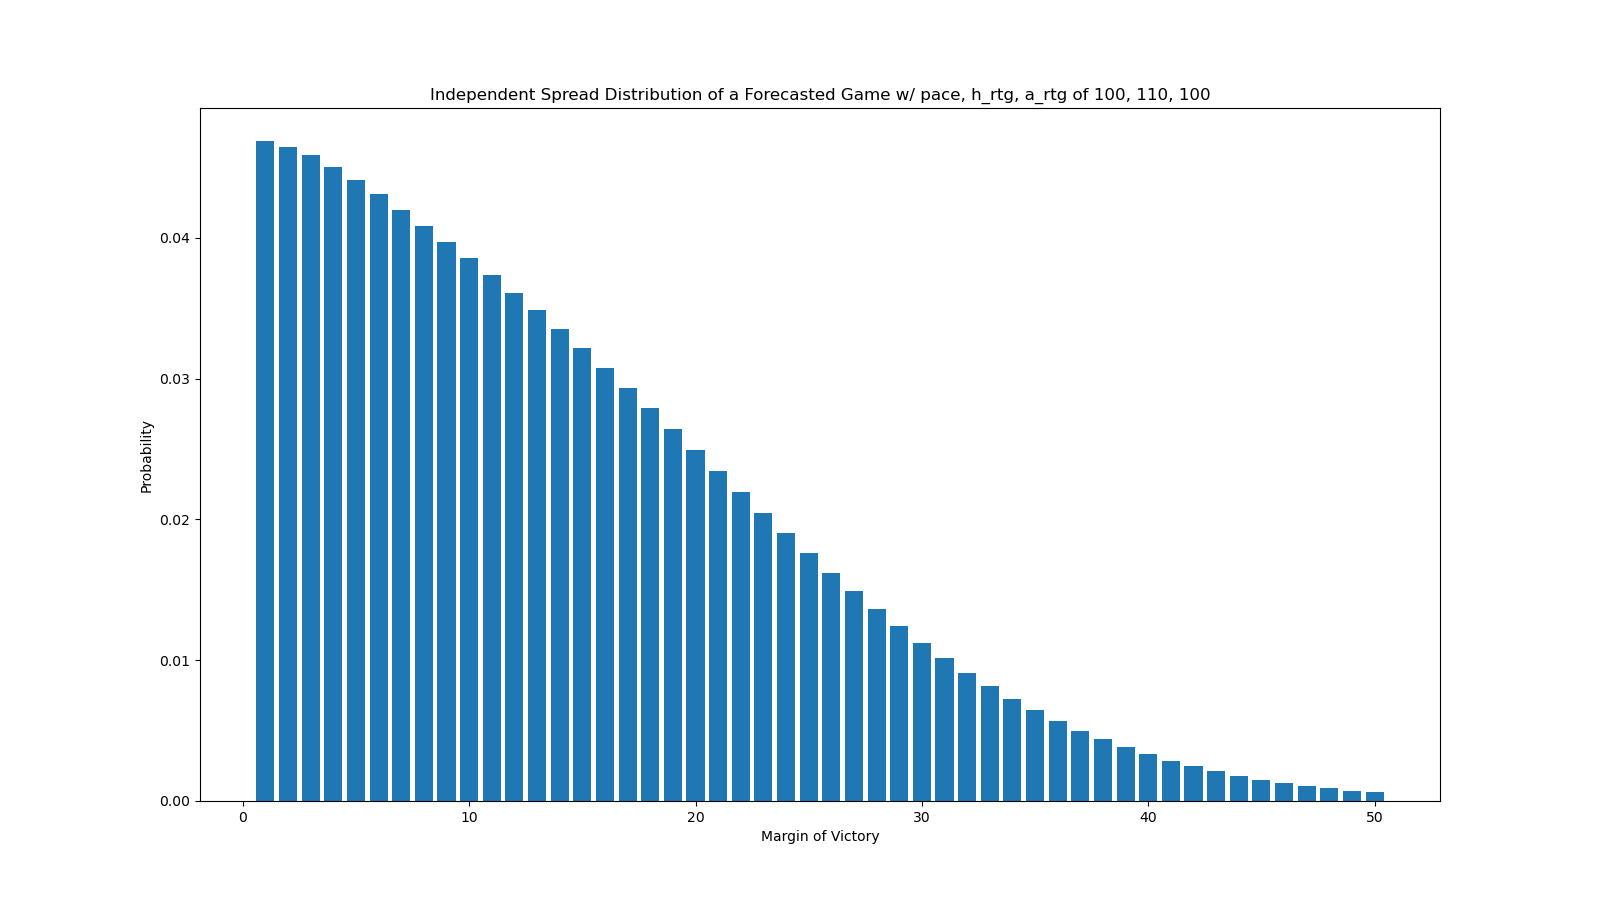 Independent Spread Distribution of a Forecasted Game w/ pace, h_rtg, a_rtg of 100, 110, 100
0.04
0.03
0.02
0.01
0.00
Probability
0 10 20 30 40 50
Margin of Victory